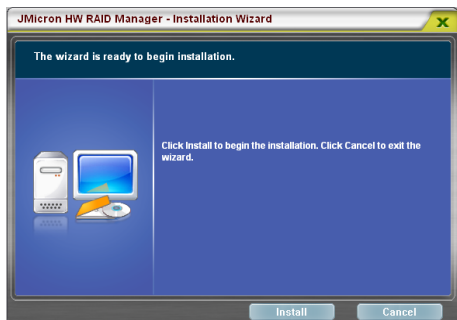 JMicron HW RAID Manager - Installation Wizard
X
The wizard is ready to begin installation.
Click Install to begin the installation. Click Cancel to exit the
wizard.
Install Cancel